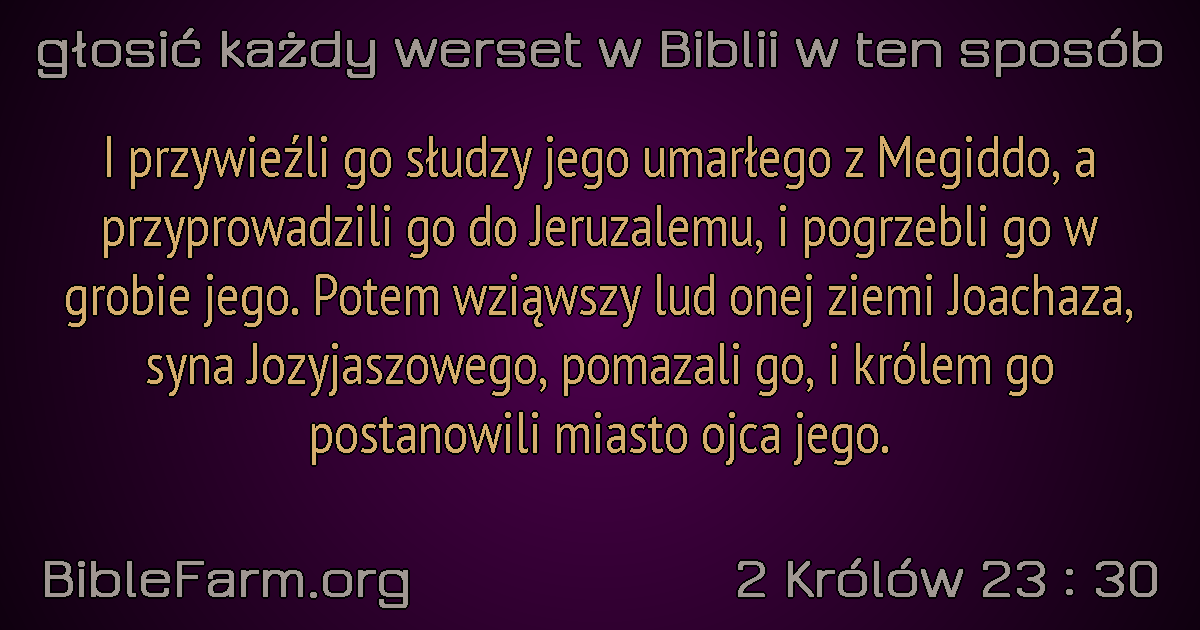 głosić każdy werset w Biblii w ten sposób
I przywieźli go słudzy jego umarłego z Megiddo, a
przyprowadzili go do Jeruzalemu, i pogrzebli go w
grobie jego. Potem wziąwszy lud onej ziemi Joachaza,
syna Jozyjaszowego, pomazali go, i królem go
postanowili miasto ojca jego.
BibleFarm.org
2 Królów 23 : 30